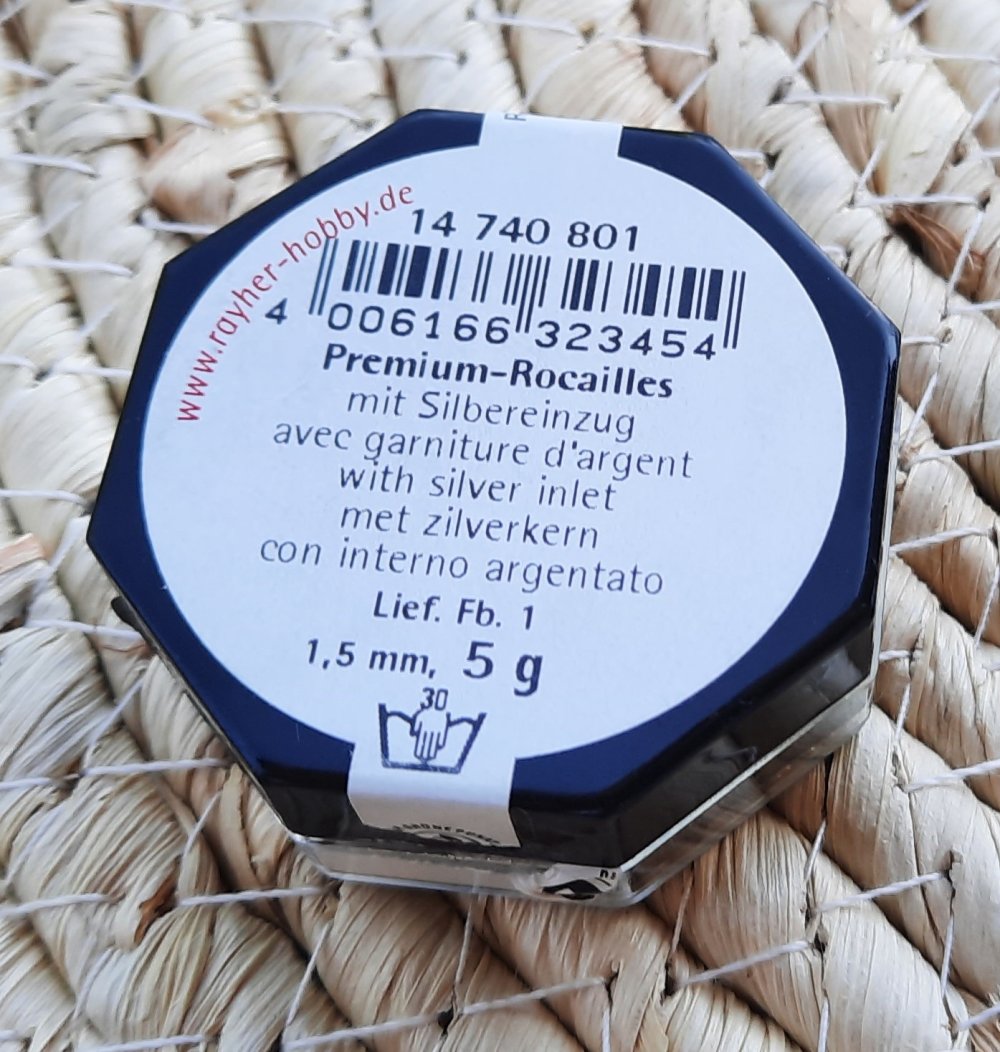 www.rayher-hobby.de
14 740 801
4 006166 323454
Premium-Rocailles
mit Silbereinzug
avec garniture d'argent
with silver inlet
met zilverkern
con interno argentato
Lief. Fb. 1
1,5 mm, 5 g
30